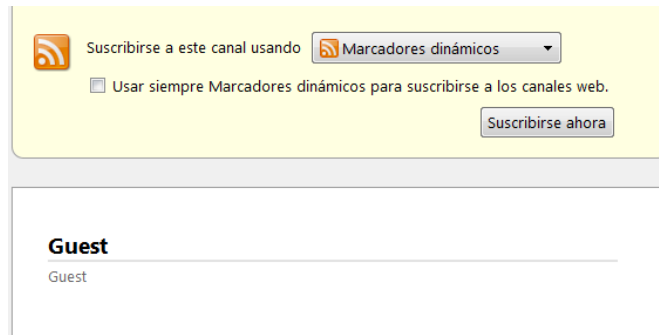 Suscribirse a este canal usando Marcadores dinámicos
Usar siempre Marcadores dinámicos para suscribirse a los canales web.
Suscribirse ahora
Guest
Guest